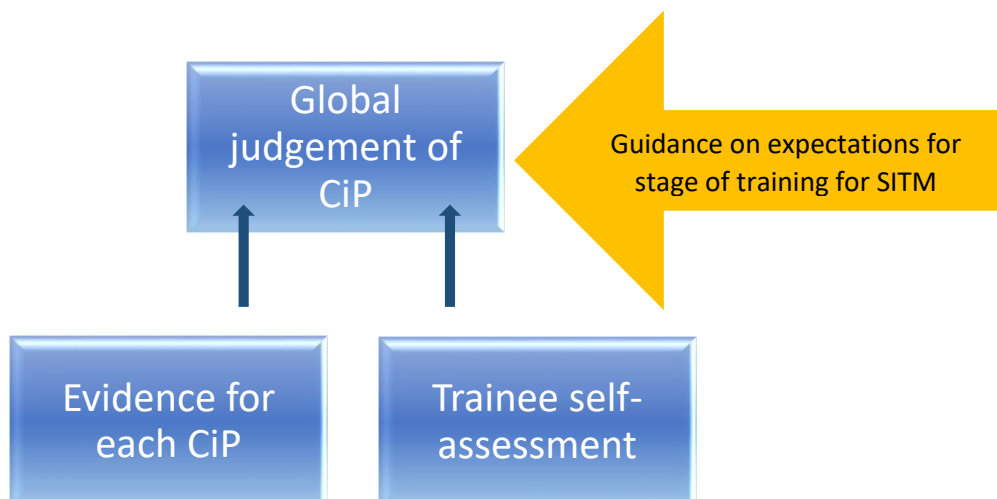 Global
judgement of
CiP
Guidance on expectations for
stage of training for SITM
Evidence for
each CiP
Trainee self-
assessment